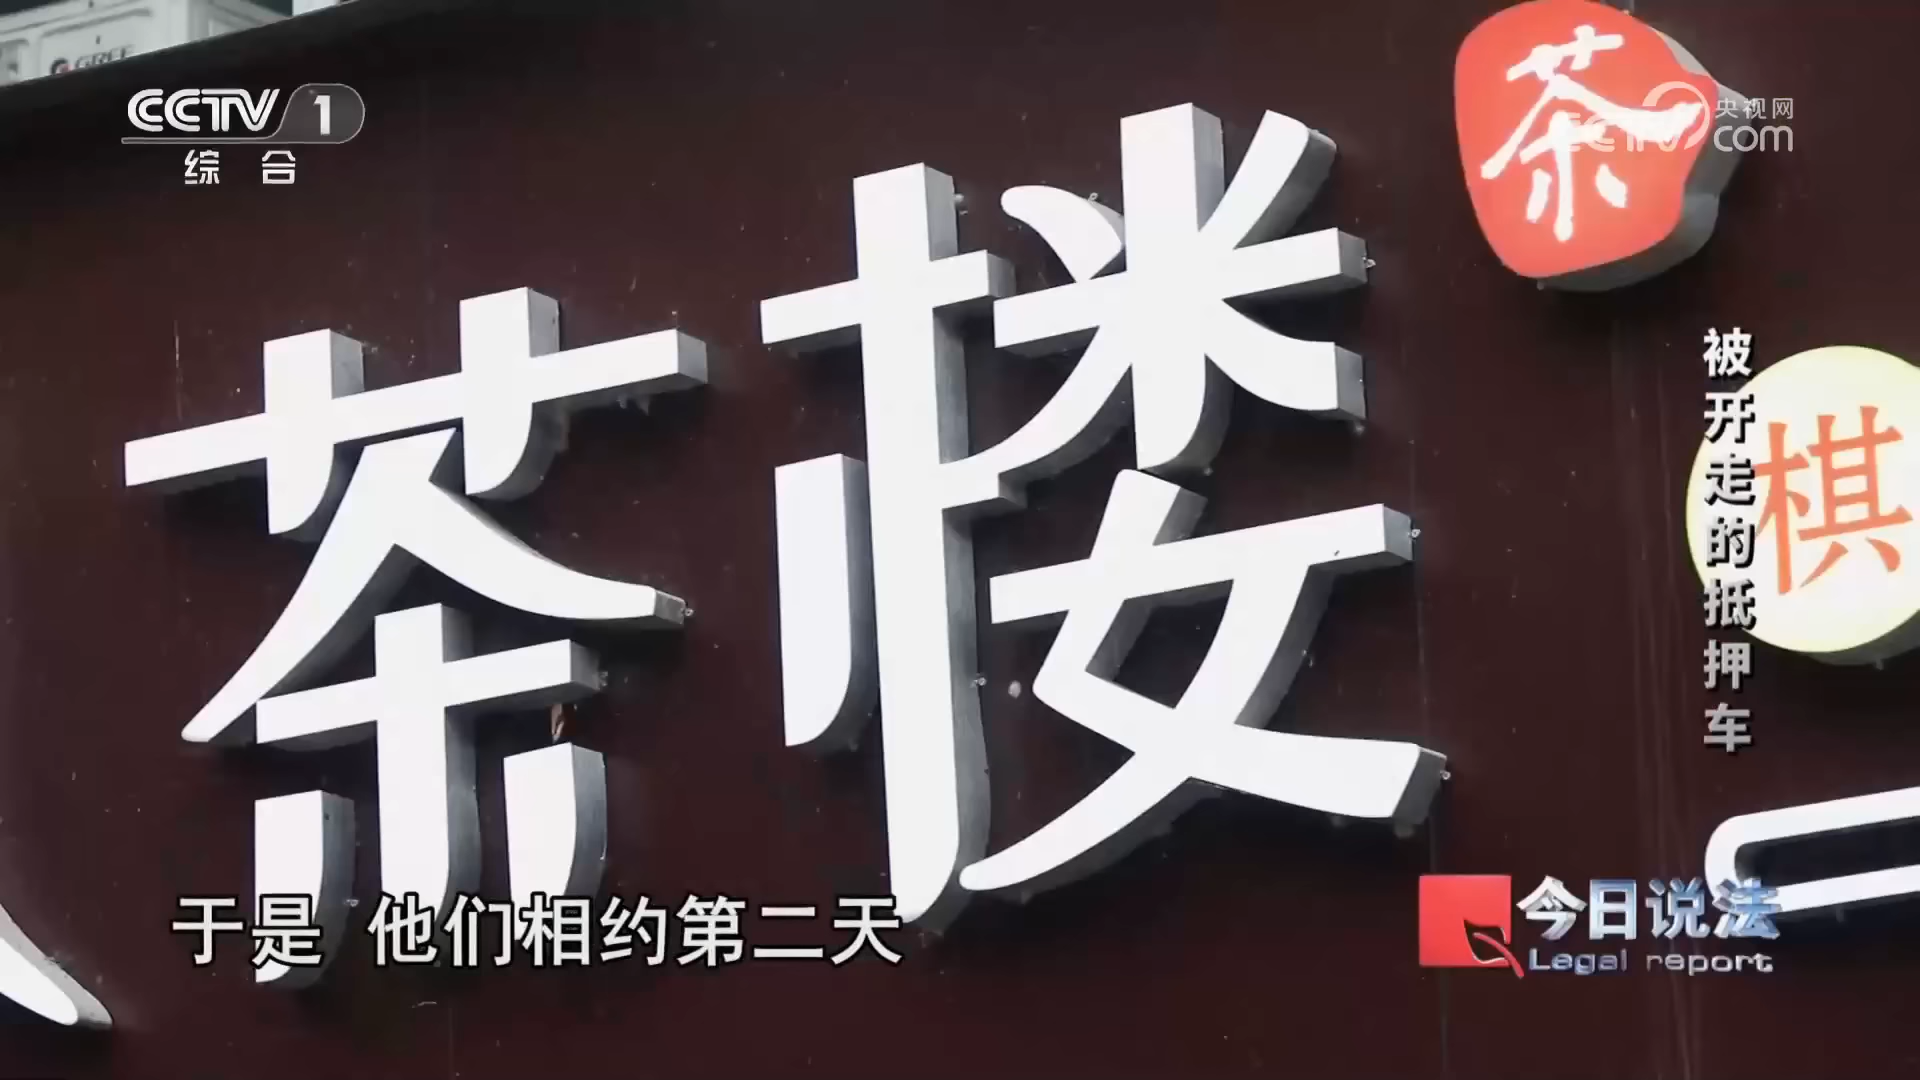 GREE
CCTV 1
综 合
茶
央视网
CCTV.com
茶楼
棋
被开走的抵押车
于是 他们相约第二天
今日说法
Legal report